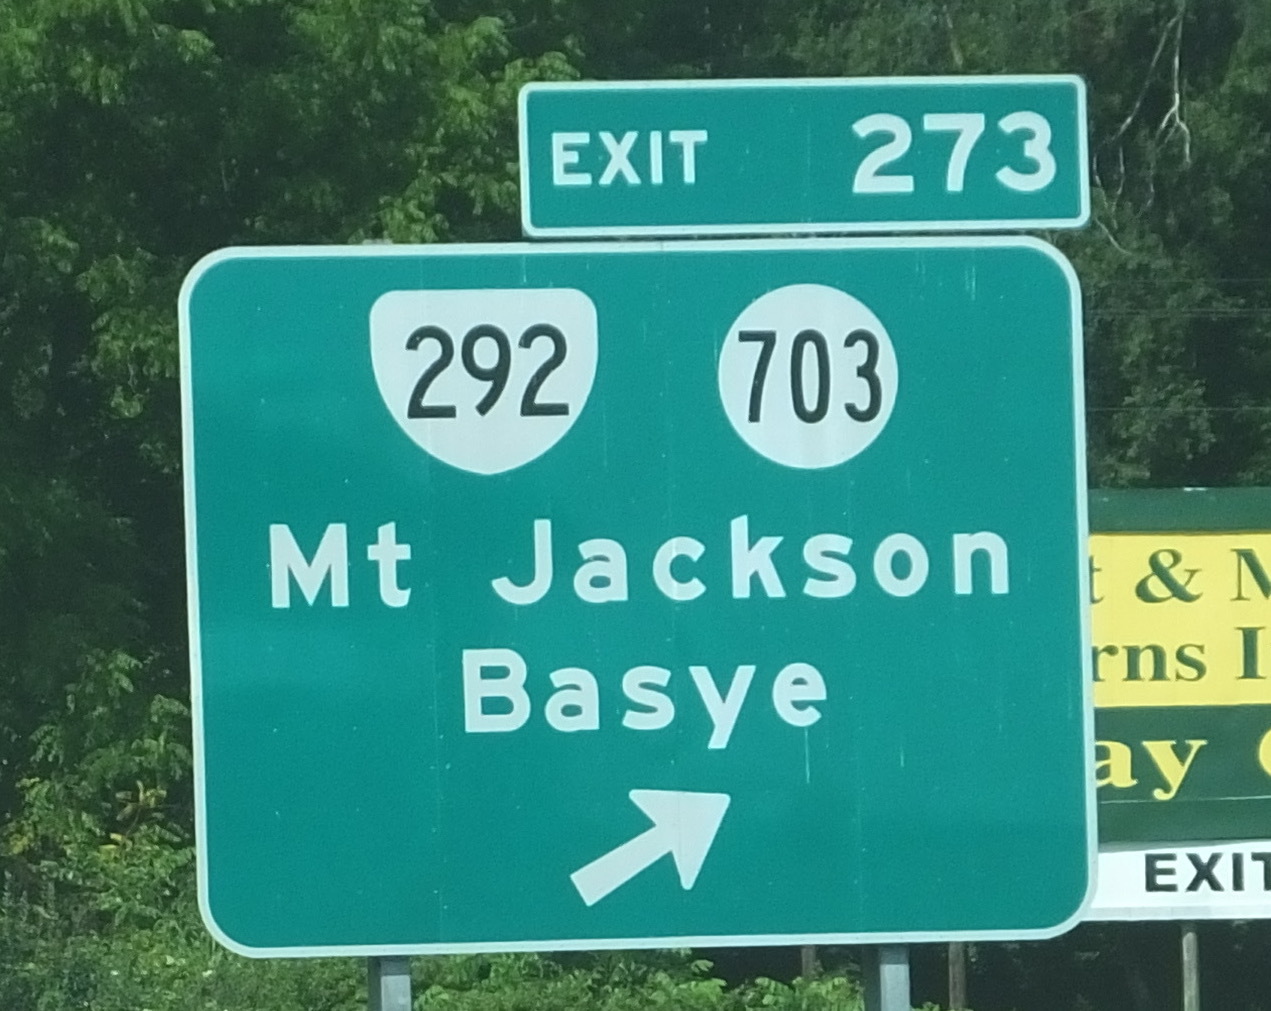 EXIT 273
292 703
Mt Jackson
Basye
&
EXIT